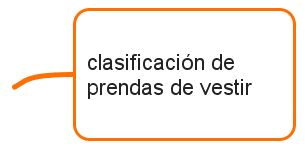 clasificación de
prendas de vestir